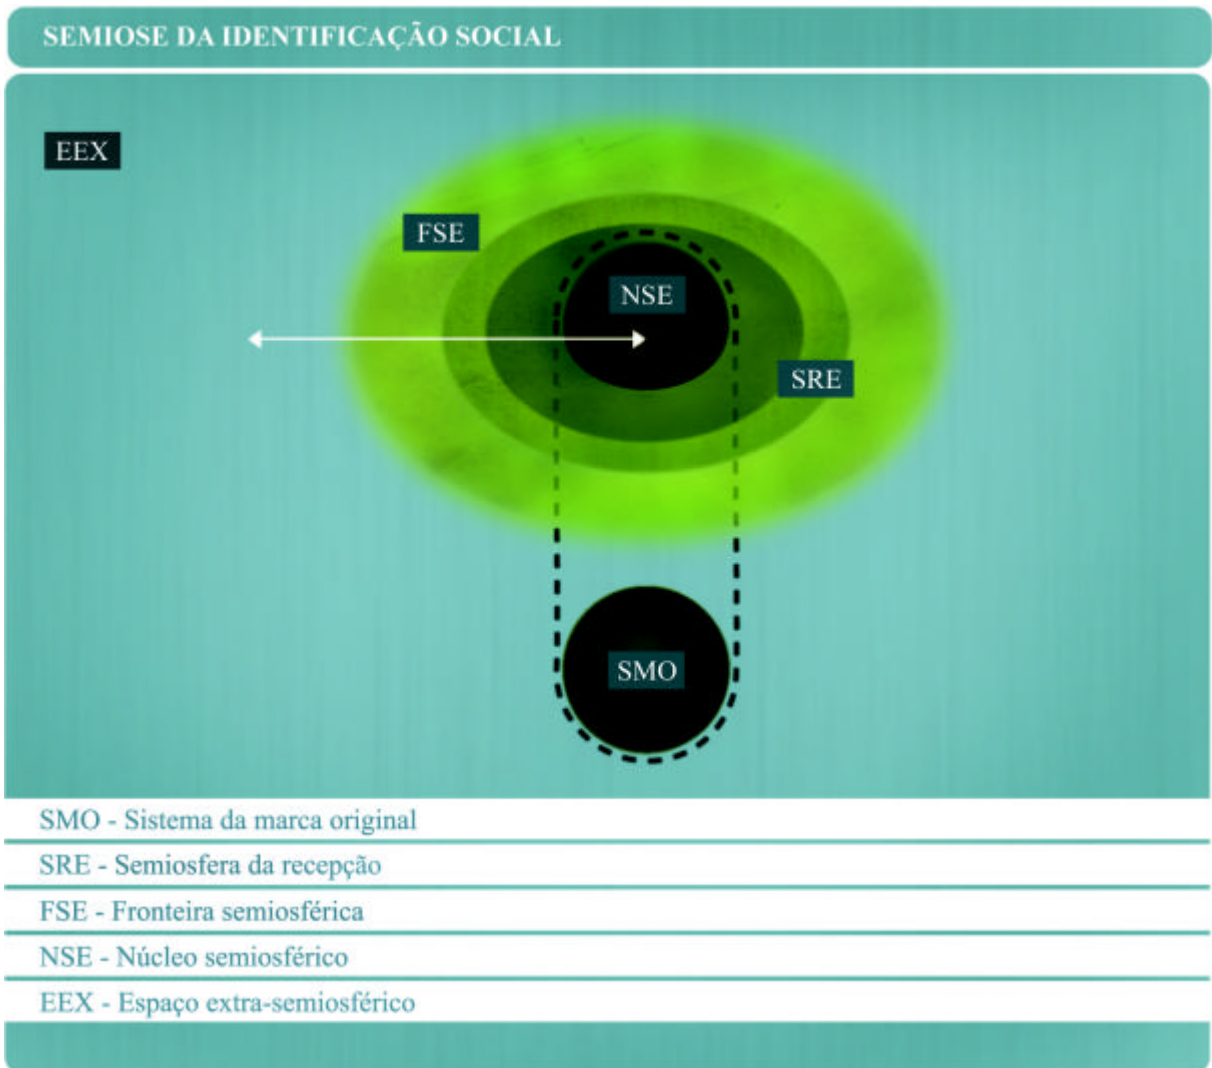 SEMIOSE DA IDENTIFICAÇÃO SOCIAL
EEX
FSE
NSE
SRE
SMO
SMO - Sistema da marca original
SRE - Semiosfera da recepção
FSE - Fronteira semiosférica
NSE - Núcleo semiosférico
EEX - Espaço extra-semiosférico